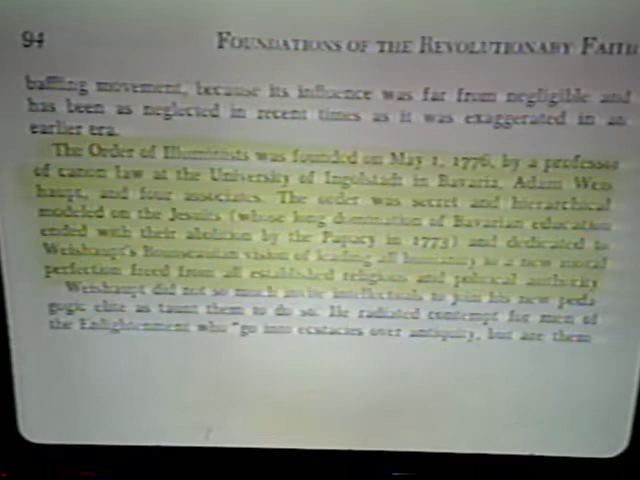 94 FOUNDATIONS OF THE REVOLUTIONARY FAITH
baffling movement, because its influence was far from negligible and
has been as neglected in recent times as it was exaggerated in an
earlier era.
The Order of Illuminists was founded on May 1, 1776, by a professor
of canon law at the University of Ingolstadt in Bavaria, Adam Weis
haupt, and four associates. The order was secret and hierarchical
modeled on the Jesuits (whose long domination of Bavarian education
ended with their abolition by the Papacy in 1773) and dedicated to
Weishaupt's Rousseauian vision of leading all humanity to a new moral
perfection freed from all established religious and political authority
Weishaupt did not so much invite intellectuals to join his new peda
gogic elite as taunt them to do so. He radiated contempt for men of
the Enlightenment who "go into ecstacies over antiquity, but are them